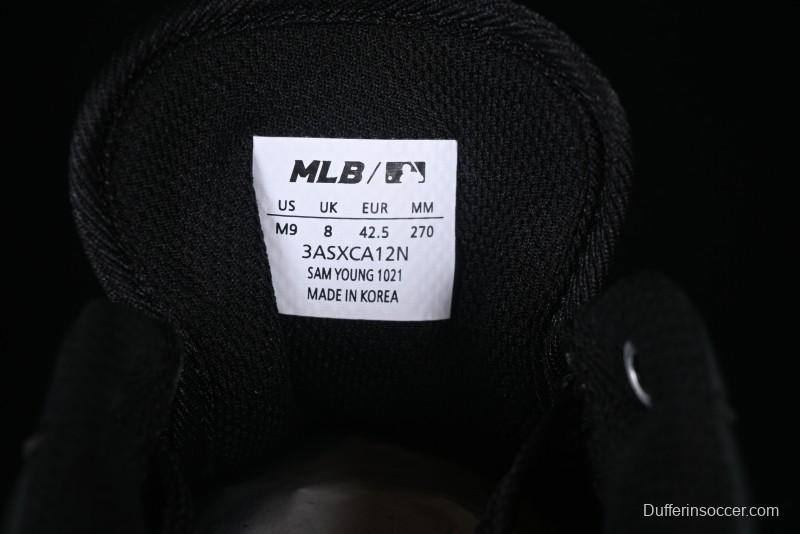 MLB/
US UK EUR MM
M9 8 42.5 270
3ASXCA12N
SAM YOUNG 1021
MADE IN KOREA
Dufferinsoccer.com